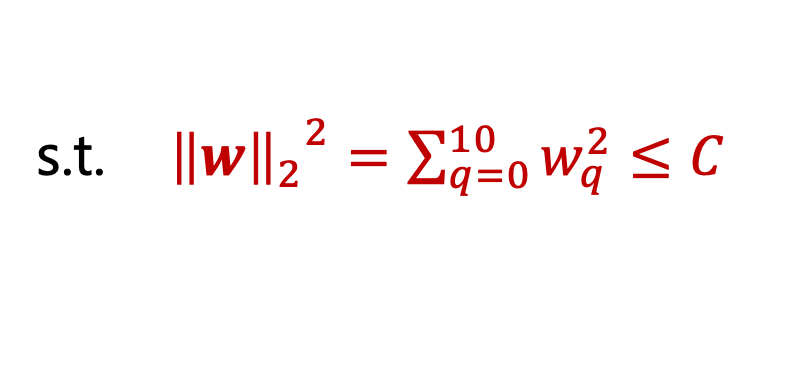 s.t. ‖w‖₂² = ∑_{q=0}^{10} w_q² ≤ C